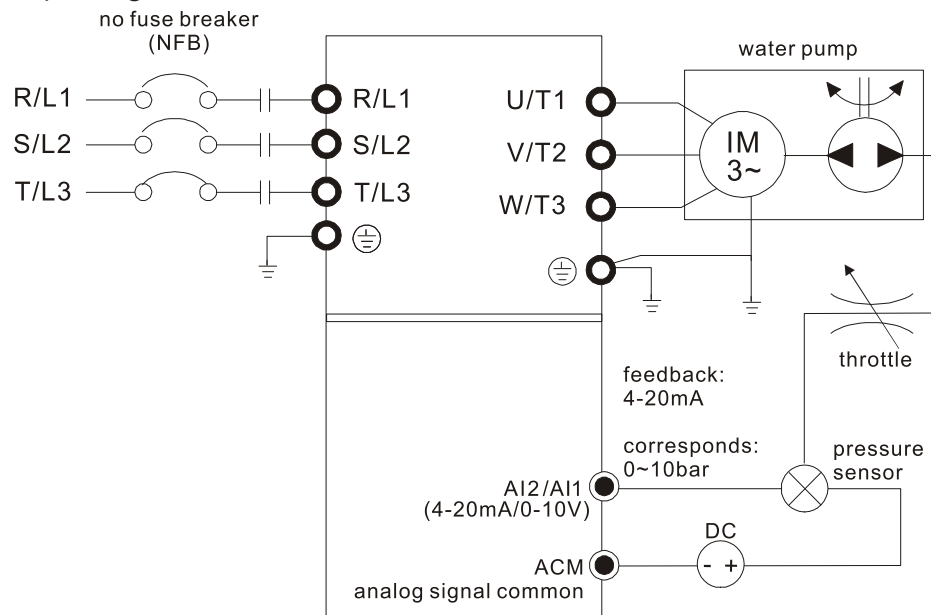 no fuse breaker
(NFB)
R/L1
S/L2
T/L3
R/L1
S/L2
T/L3
U/T1
V/T2
W/T3
water pump
IM
3~
throttle
feedback:
4-20mA
corresponds:
0~10bar
pressure
sensor
AI2/AI1
(4-20mA/0-10V)
DC
- +
ACM
analog signal common